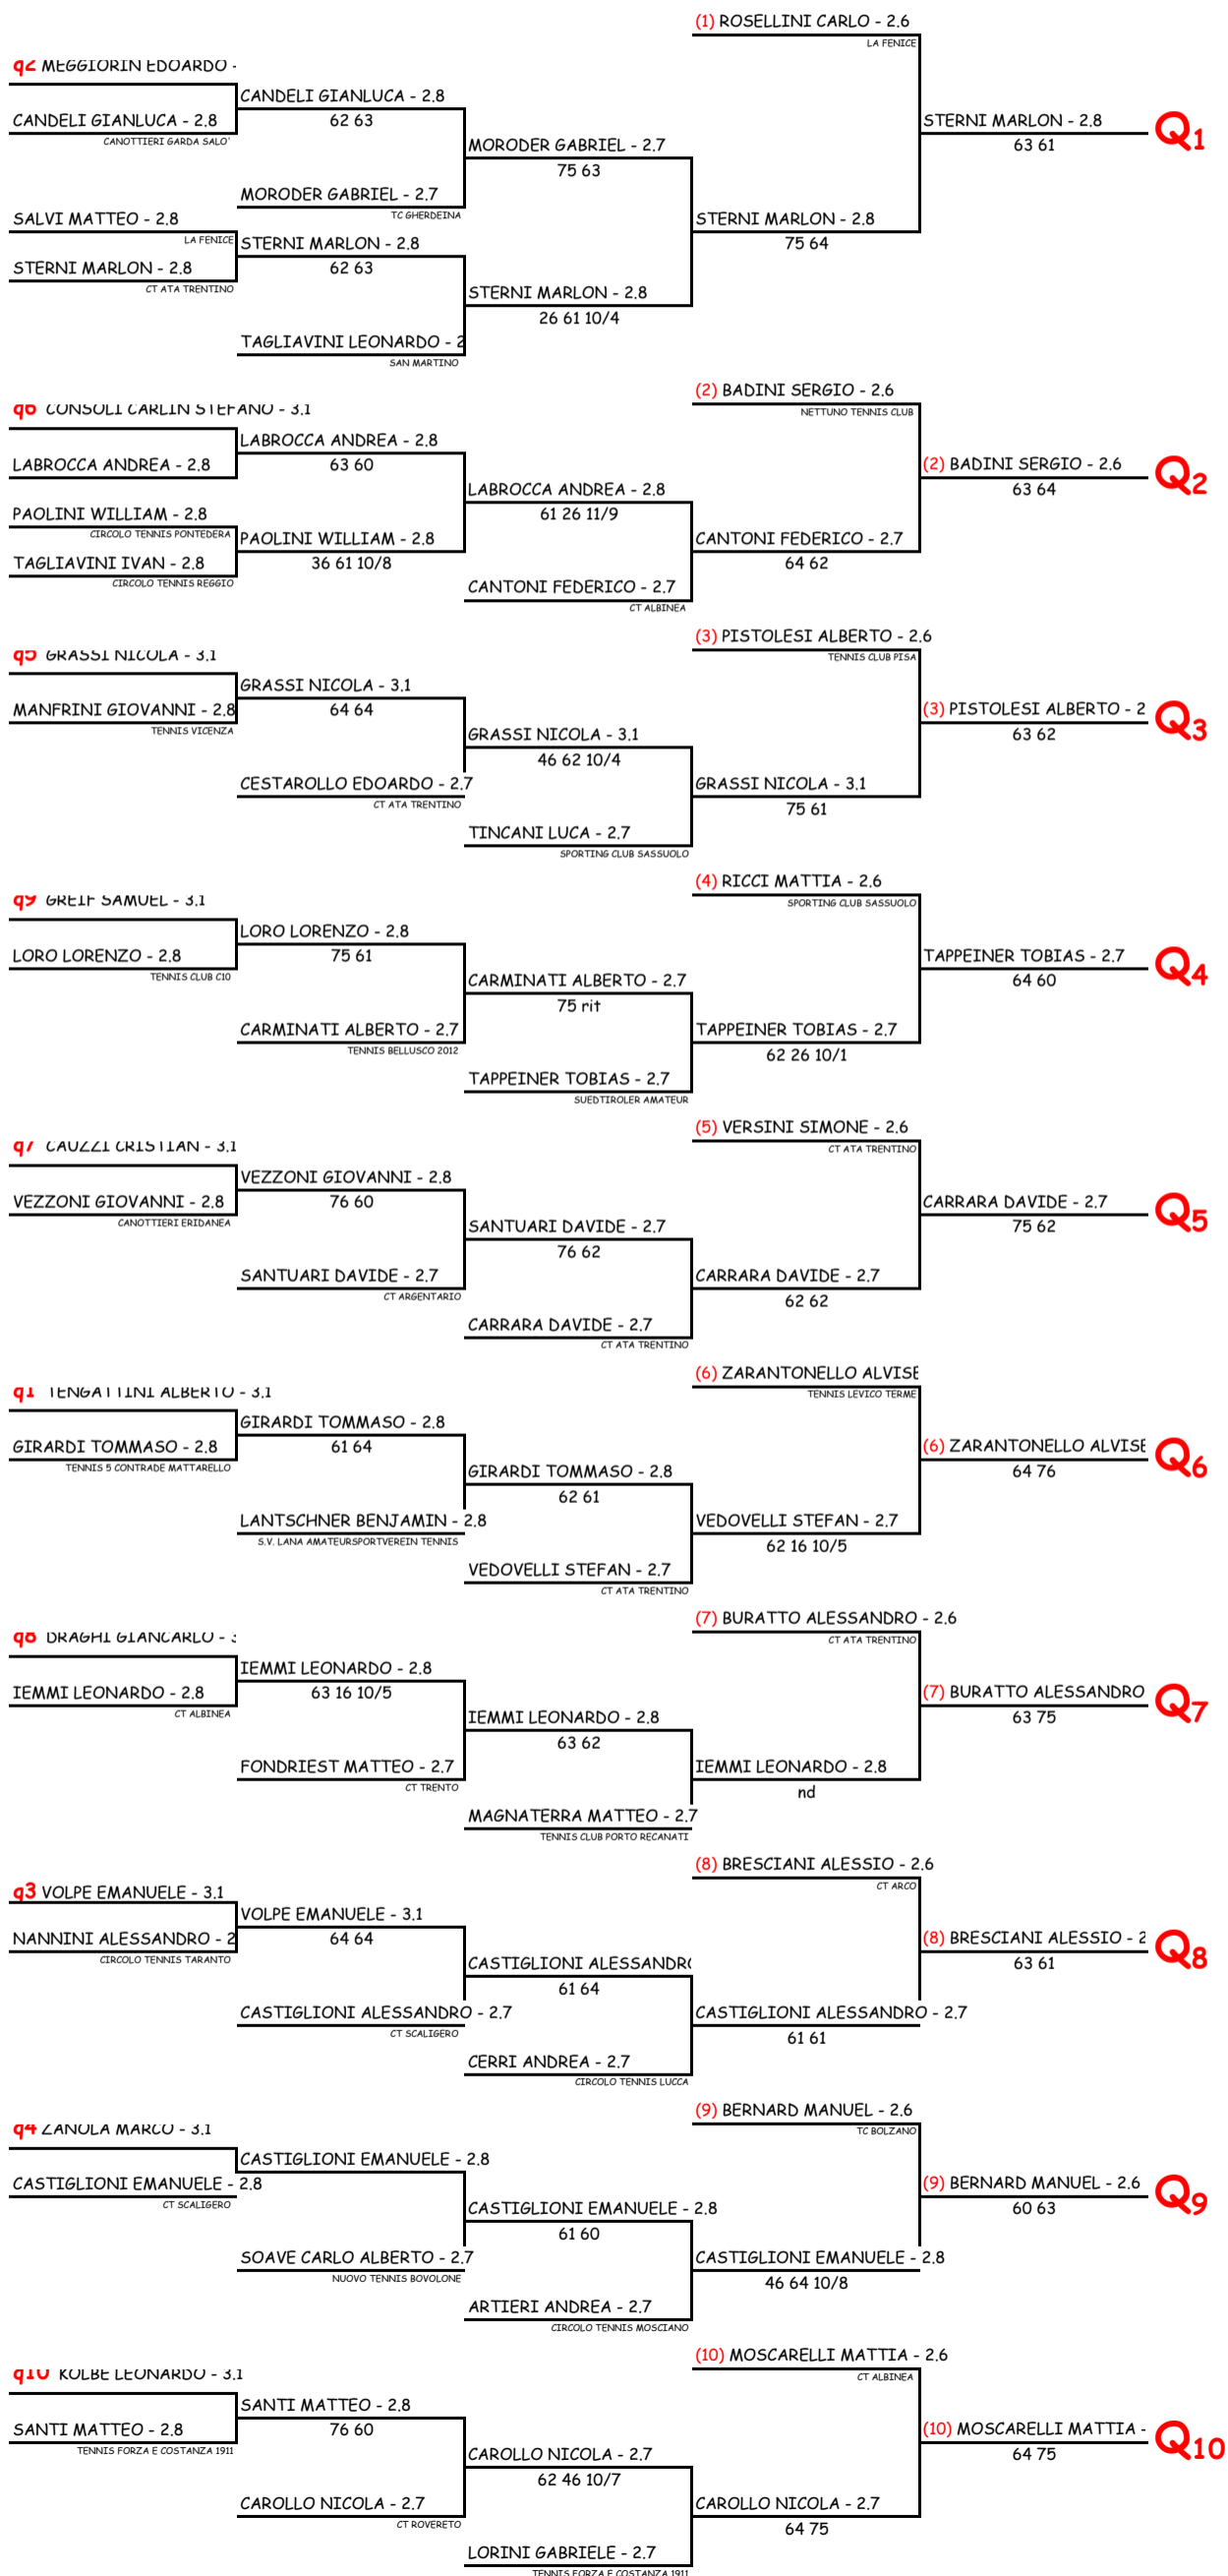 (1) ROSELLINI CARLO - 2.6
LA FENICE
q2 MEGGIORIN EDOARDO -
CANDELI GIANLUCA - 2.8
CANDELI GIANLUCA - 2.8
62 63
CANOTTIERI GARDA SALO'
STERNI MARLON - 2.8
63 61
Q1
MORODER GABRIEL - 2.7
75 63
MORODER GABRIEL - 2.7
TC GHERDEINA
SALVI MATTEO - 2.8
LA FENICE
STERNI MARLON - 2.8
75 64
STERNI MARLON - 2.8
62 63
STERNI MARLON - 2.8
CT ATA TRENTINO
STERNI MARLON - 2.8
26 61 10/4
TAGLIAVINI LEONARDO - 2
SAN MARTINO
(2) BADINI SERGIO - 2.6
NETTUNO TENNIS CLUB
q6 CONSOLI CARLIN STEFANO - 3.1
LABROCCA ANDREA - 2.8
63 60
LABROCCA ANDREA - 2.8
(2) BADINI SERGIO - 2.6
63 64
Q2
LABROCCA ANDREA - 2.8
61 26 11/9
PAOLINI WILLIAM - 2.8
CIRCOLO TENNIS PONTEDERA
PAOLINI WILLIAM - 2.8
36 61 10/8
CANTONI FEDERICO - 2.7
64 62
TAGLIAVINI IVAN - 2.8
CIRCOLO TENNIS REGGIO
CANTONI FEDERICO - 2.7
CT ALBINEA
(3) PISTOLESI ALBERTO - 2.6
TENNIS CLUB PISA
q5 GRASSI NICOLA - 3.1
GRASSI NICOLA - 3.1
64 64
MANFRINI GIOVANNI - 2.8
TENNIS VICENZA
(3) PISTOLESI ALBERTO - 2
63 62
Q3
GRASSI NICOLA - 3.1
46 62 10/4
CESTAROLLO EDOARDO - 2.7
CT ATA TRENTINO
GRASSI NICOLA - 3.1
75 61
TINCANI LUCA - 2.7
SPORTING CLUB SASSUOLO
(4) RICCI MATTIA - 2.6
SPORTING CLUB SASSUOLO
q9 GREIF SAMUEL - 3.1
LORO LORENZO - 2.8
75 61
LORO LORENZO - 2.8
TENNIS CLUB C10
TAPPEINER TOBIAS - 2.7
64 60
Q4
CARMINATI ALBERTO - 2.7
75 rit
CARMINATI ALBERTO - 2.7
TENNIS BELLUSCO 2012
TAPPEINER TOBIAS - 2.7
62 26 10/1
TAPPEINER TOBIAS - 2.7
SUEDTIROLER AMATEUR
(5) VERSINI SIMONE - 2.6
CT ATA TRENTINO
q7 CAUZZI CRISTIAN - 3.1
VEZZONI GIOVANNI - 2.8
76 60
VEZZONI GIOVANNI - 2.8
CANOTTIERI ERIDANEA
CARRARA DAVIDE - 2.7
75 62
Q5
SANTUARI DAVIDE - 2.7
76 62
SANTUARI DAVIDE - 2.7
CT ARGENTARIO
CARRARA DAVIDE - 2.7
62 62
CARRARA DAVIDE - 2.7
CT ATA TRENTINO
(6) ZARANTONELLO ALVISE
TENNIS LEVICO TERME
q1 TENGATTINI ALBERTO - 3.1
GIRARDI TOMMASO - 2.8
61 64
GIRARDI TOMMASO - 2.8
TENNIS 5 CONTRADE MATTARELLO
(6) ZARANTONELLO ALVISE
64 76
Q6
GIRARDI TOMMASO - 2.8
62 61
LANTSCHNER BENJAMIN - 2.8
S.V. LANA AMATEURSPORTVEREIN TENNIS
VEDOVELLI STEFAN - 2.7
62 16 10/5
VEDOVELLI STEFAN - 2.7
CT ATA TRENTINO
(7) BURATTO ALESSANDRO - 2.6
CT ATA TRENTINO
q8 DRAGHI GIANCARLO - 3
IEMMI LEONARDO - 2.8
63 16 10/5
IEMMI LEONARDO - 2.8
CT ALBINEA
(7) BURATTO ALESSANDRO
63 75
Q7
IEMMI LEONARDO - 2.8
63 62
FONDRIEST MATTEO - 2.7
CT TRENTO
IEMMI LEONARDO - 2.8
nd
MAGNATERRA MATTEO - 2.7
TENNIS CLUB PORTO RECANATI
(8) BRESCIANI ALESSIO - 2.6
CT ARCO
q3 VOLPE EMANUELE - 3.1
VOLPE EMANUELE - 3.1
64 64
NANNINI ALESSANDRO - 2
CIRCOLO TENNIS TARANTO
(8) BRESCIANI ALESSIO - 2
63 61
Q8
CASTIGLIONI ALESSANDRO
61 64
CASTIGLIONI ALESSANDRO - 2.7
CT SCALIGERO
CASTIGLIONI ALESSANDRO - 2.7
61 61
CERRI ANDREA - 2.7
CIRCOLO TENNIS LUCCA
(9) BERNARD MANUEL - 2.6
TC BOLZANO
q4 ZANOLA MARCO - 3.1
CASTIGLIONI EMANUELE - 2.8
CASTIGLIONI EMANUELE - 2.8
CT SCALIGERO
(9) BERNARD MANUEL - 2.6
60 63
Q9
CASTIGLIONI EMANUELE - 2.8
61 60
SOAVE CARLO ALBERTO - 2.7
NUOVO TENNIS BOVOLONE
CASTIGLIONI EMANUELE - 2.8
46 64 10/8
ARTIERI ANDREA - 2.7
CIRCOLO TENNIS MOSCIANO
(10) MOSCARELLI MATTIA - 2.6
CT ALBINEA
q10 KOLBE LEONARDO - 3.1
SANTI MATTEO - 2.8
76 60
SANTI MATTEO - 2.8
TENNIS FORZA E COSTANZA 1911
(10) MOSCARELLI MATTIA -
64 75
Q10
CAROLLO NICOLA - 2.7
62 46 10/7
CAROLLO NICOLA - 2.7
CT ROVERETO
CAROLLO NICOLA - 2.7
64 75
LORINI GABRIELE - 2.7
TENNIS FORZA E COSTANZA 1911